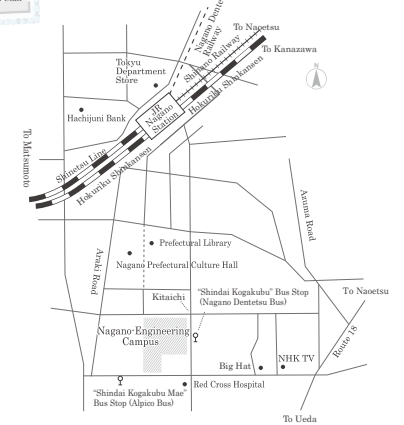 To Naoetsu
To Kanazawa
Nagano Dente
Railway
Shinano Railway
Hokuriku Shinkansen
Tokyu
Department
Store
JR
Nagano
Station
N
Hachijuni Bank
To Matsumoto
Shinetsu Line
Hokuriku Shinkansen
Azuma Road
Araki Road
Prefectural Library
Nagano Prefectural Culture Hall
Kitaichi
"Shindai Kogakubu" Bus Stop
(Nagano Dentetsu Bus)
To Naoetsu
Nagano-Engineering
Campus
Route 18
Big Hat
NHK TV
Red Cross Hospital
"Shindai Kogakubu Mae"
Bus Stop (Alpico Bus)
To Ueda